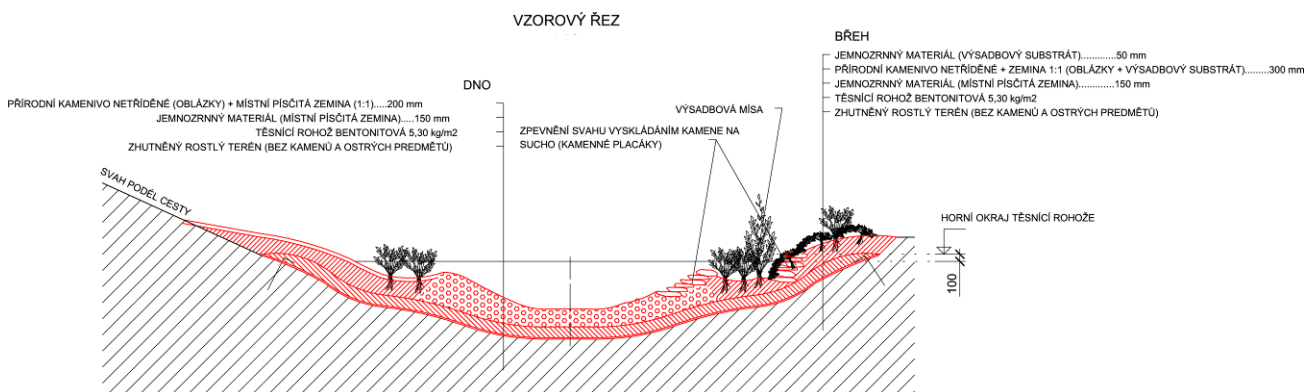 VZOROVÝ ŘEZ
BŘEH
JEMNOZRNNÝ MATERIÁL (VÝSADBOVÝ SUBSTRÁT).............50 mm
PŘÍRODNÍ KAMENIVO NETŘÍDĚNÉ + ZEMINA 1:1 (OBLÁZKY + VÝSADBOVÝ SUBSTRÁT).........300 mm
JEMNOZRNNÝ MATERIÁL (MÍSTNÍ PÍSČITÁ ZEMINA).............150 mm
TĚSNÍCÍ ROHOŽ BENTONITOVÁ 5,30 kg/m2
ZHUTNĚNÝ ROSTLÝ TERÉN (BEZ KAMENŮ A OSTRÝCH PREDMĚTŮ)
DNO
PŘÍRODNÍ KAMENIVO NETŘÍDĚNÉ (OBLÁZKY) + MÍSTNÍ PÍSČITÁ ZEMINA (1:1).....200 mm
JEMNOZRNNÝ MATERIÁL (MÍSTNÍ PÍSČITÁ ZEMINA).....150 mm
TĚSNÍCÍ ROHOŽ BENTONITOVÁ 5,30 kg/m2
ZHUTNĚNÝ ROSTLÝ TERÉN (BEZ KAMENŮ A OSTRÝCH PREDMĚTŮ)
VÝSADBOVÁ MÍSA
ZPEVNĚNÍ SVAHU VYSKLÁDÁNÍM KAMENE NA
SUCHO (KAMENNÉ PLACÁKY)
SVAH PODÉL CESTY
HORNÍ OKRAJ TĚSNÍCÍ ROHOŽE
100